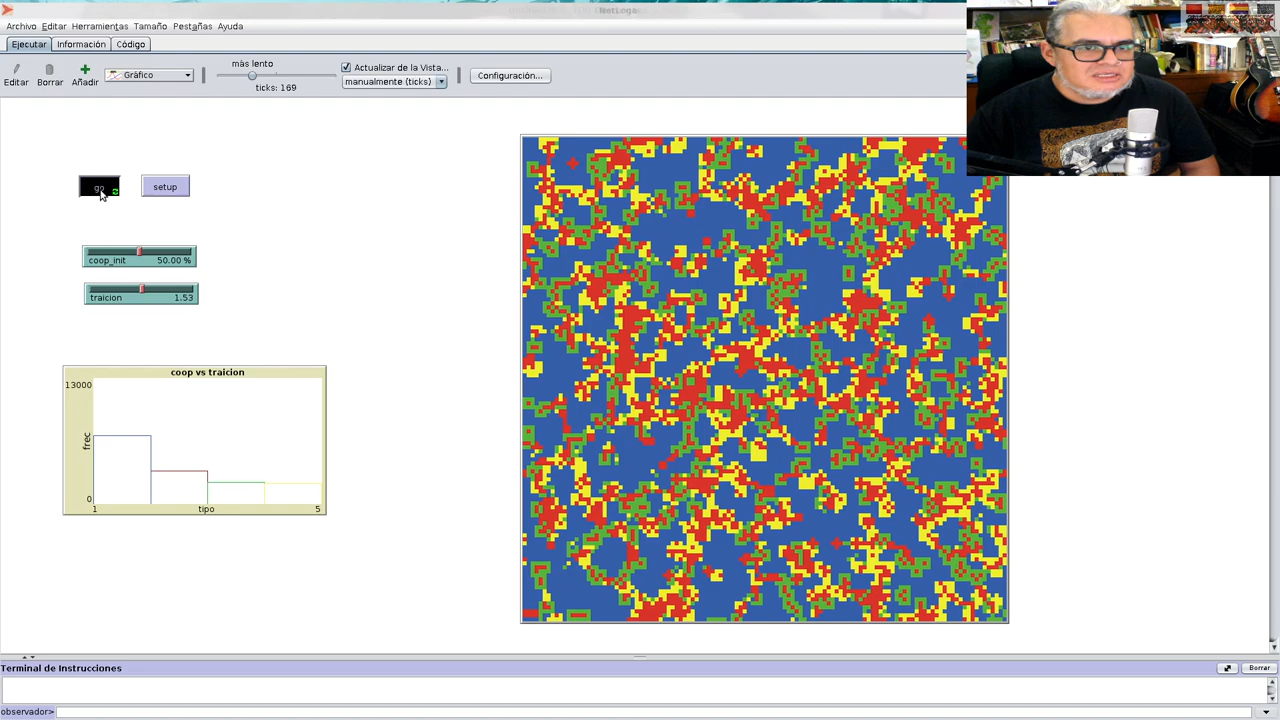 NetLogo
Archivo Editar Herramientas Tamaño Pestañas Ayuda
Ejecutar Información Código
Editar Borrar Añadir
Gráfico
más lento
ticks: 169
Actualizar de la Vista...
manualmente (ticks)
Configuración...
go
setup
coop_init 50.00 %
traicion 1.53
coop vs traicion
13000
frec
0
1 tipo 5
Terminal de Instrucciones
Borrar
observador>